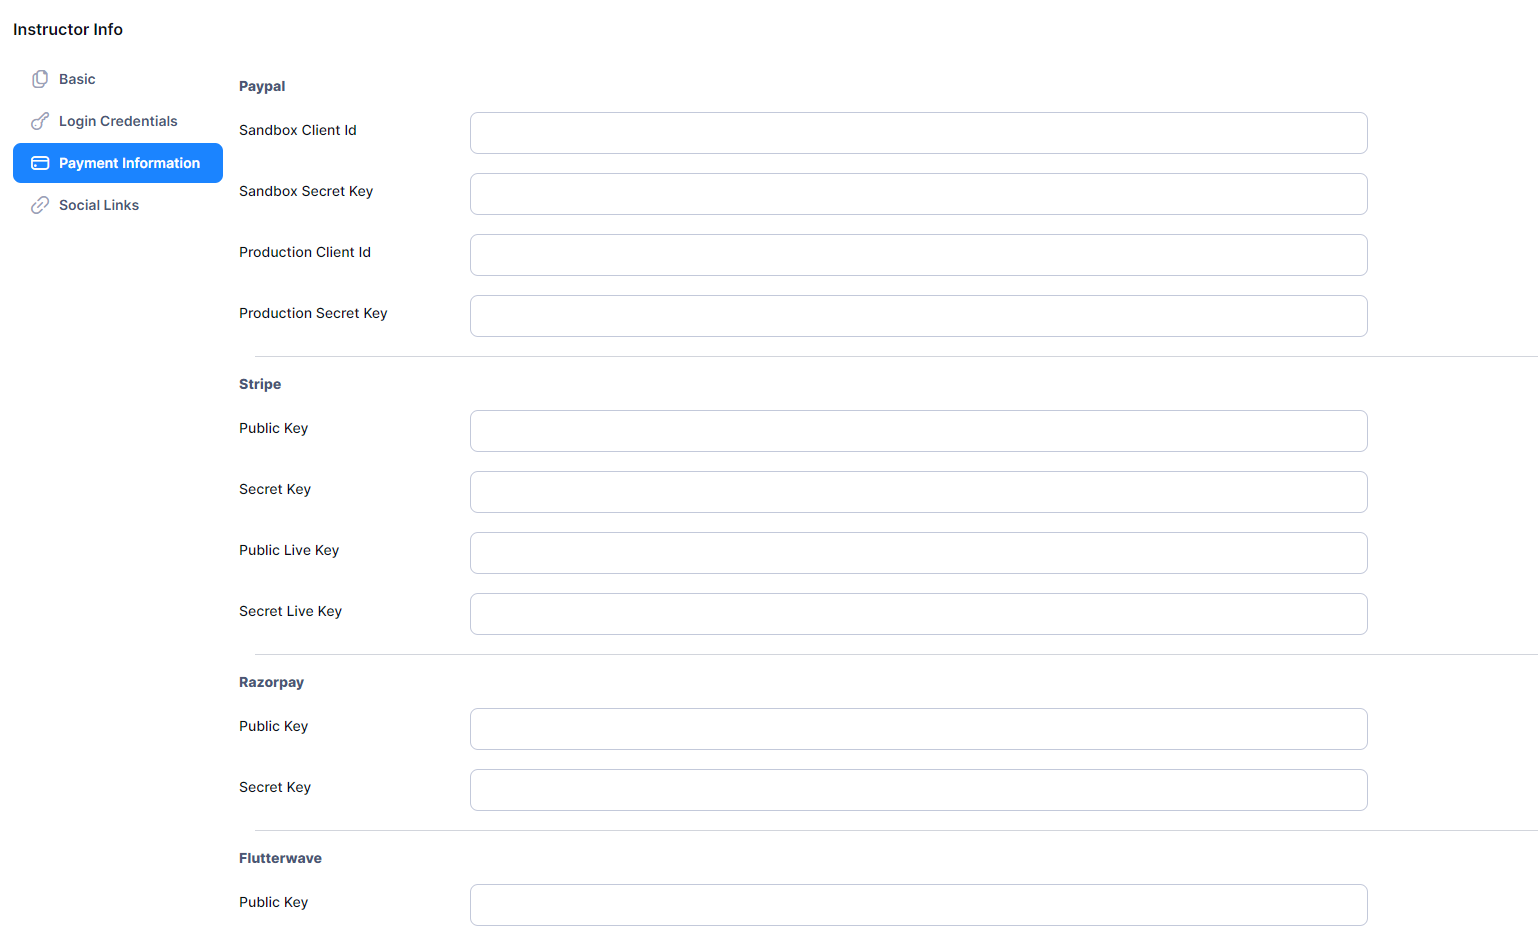 Instructor Info
Basic
Login Credentials
Payment Information
Social Links
Paypal
Sandbox Client Id
Sandbox Secret Key
Production Client Id
Production Secret Key
Stripe
Public Key
Secret Key
Public Live Key
Secret Live Key
Razorpay
Public Key
Secret Key
Flutterwave
Public Key